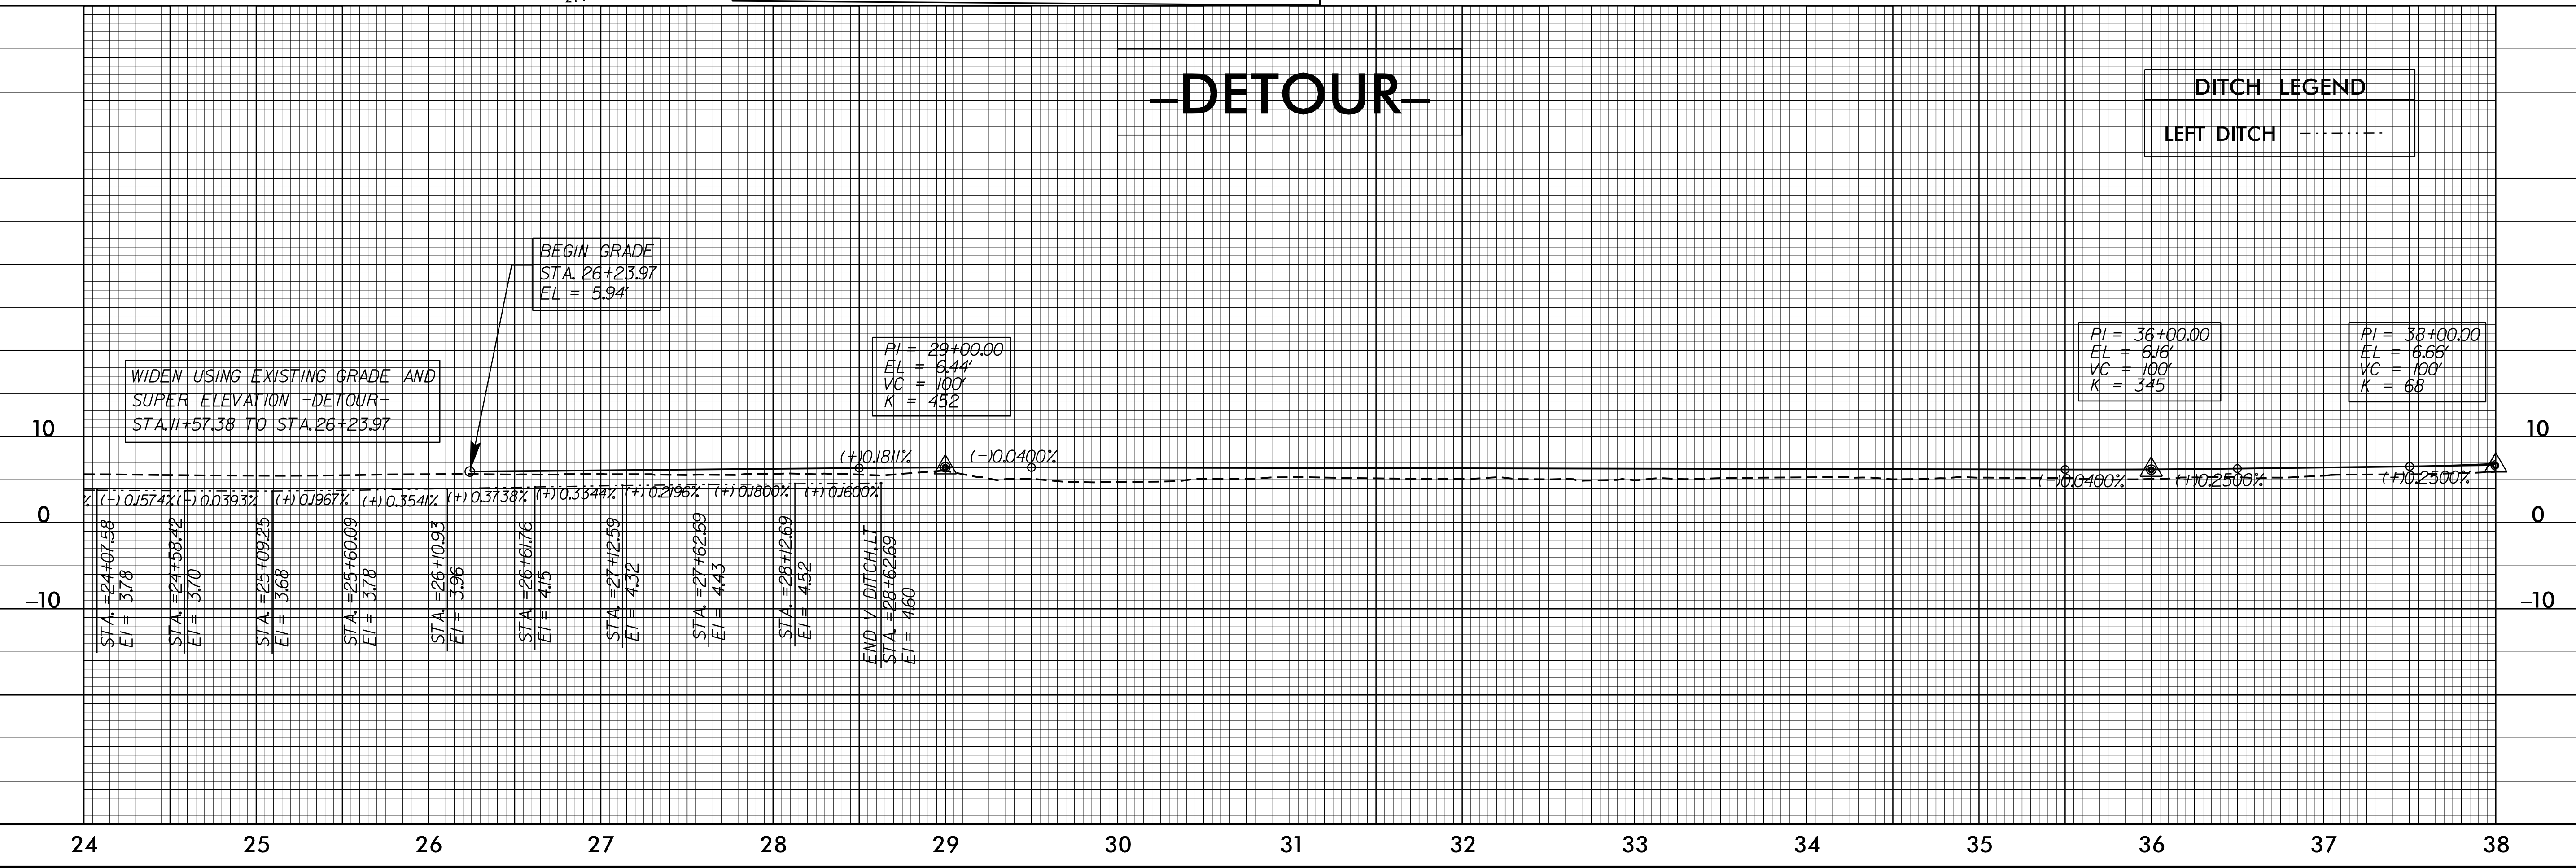 –DETOUR–
DITCH LEGEND
LEFT DITCH
BEGIN GRADE
STA. 26+23.97
EL = 5.94'
WIDEN USING EXISTING GRADE AND
SUPER ELEVATION -DETOUR-
STA.11+57.38 TO STA.26+23.97
PI = 29+00.00
EL = 6.44'
VC = 100'
K = 452
PI = 36+00.00
EL = 6.16'
VC = 100'
K = 345
PI = 38+00.00
EL = 6.66'
VC = 100'
K = 68
10
10
(+)0.1811%
(-)0.0400%
(-)0.0400%
(+)0.2500%
(+)0.2500%
%
(-)0.1574%
(-)0.0393%
(+)0.1967%
(+)0.3541%
(+)0.3738%
(+)0.3344%
(+)0.2196%
(+)0.1800%
(+)0.1600%
0
0
STA. =24+07.58
El = 3.78
STA. =24+58.42
El = 3.70
STA. =25+09.25
El = 3.68
STA. =25+60.09
El = 3.78
STA. =26+10.93
El = 3.96
STA. =26+61.76
El = 4.15
STA. =27+12.59
El = 4.32
STA. =27+62.69
El = 4.43
STA. =28+12.69
El = 4.52
END V DITCH.LT
STA. =28+62.69
El = 4.60
–10
–10
24 25 26 27 28 29 30 31 32 33 34 35 36 37 38